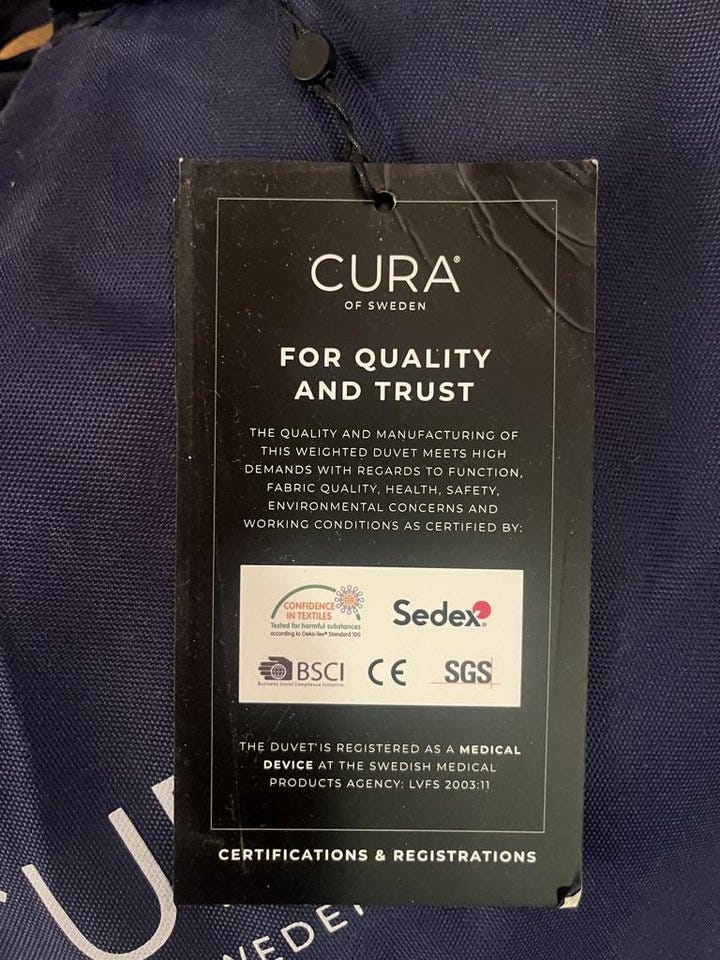 CURA®
OF SWEDEN
FOR QUALITY
AND TRUST
THE QUALITY AND MANUFACTURING OF
THIS WEIGHTED DUVET MEETS HIGH
DEMANDS WITH REGARDS TO FUNCTION,
FABRIC QUALITY, HEALTH, SAFETY,
ENVIRONMENTAL CONCERNS AND
WORKING CONDITIONS AS CERTIFIED BY:
CONFIDENCE
IN TEXTILES
Tested for harmful substances
according to Oeko-Tex® Standard 100
Sedex®
BSCI
Business Social Compliance Initiative
CE
SGS
THE DUVET'S REGISTERED AS A MEDICAL
DEVICE AT THE SWEDISH MEDICAL
PRODUCTS AGENCY: LVFS 2003:11
CERTIFICATIONS & REGISTRATIONS